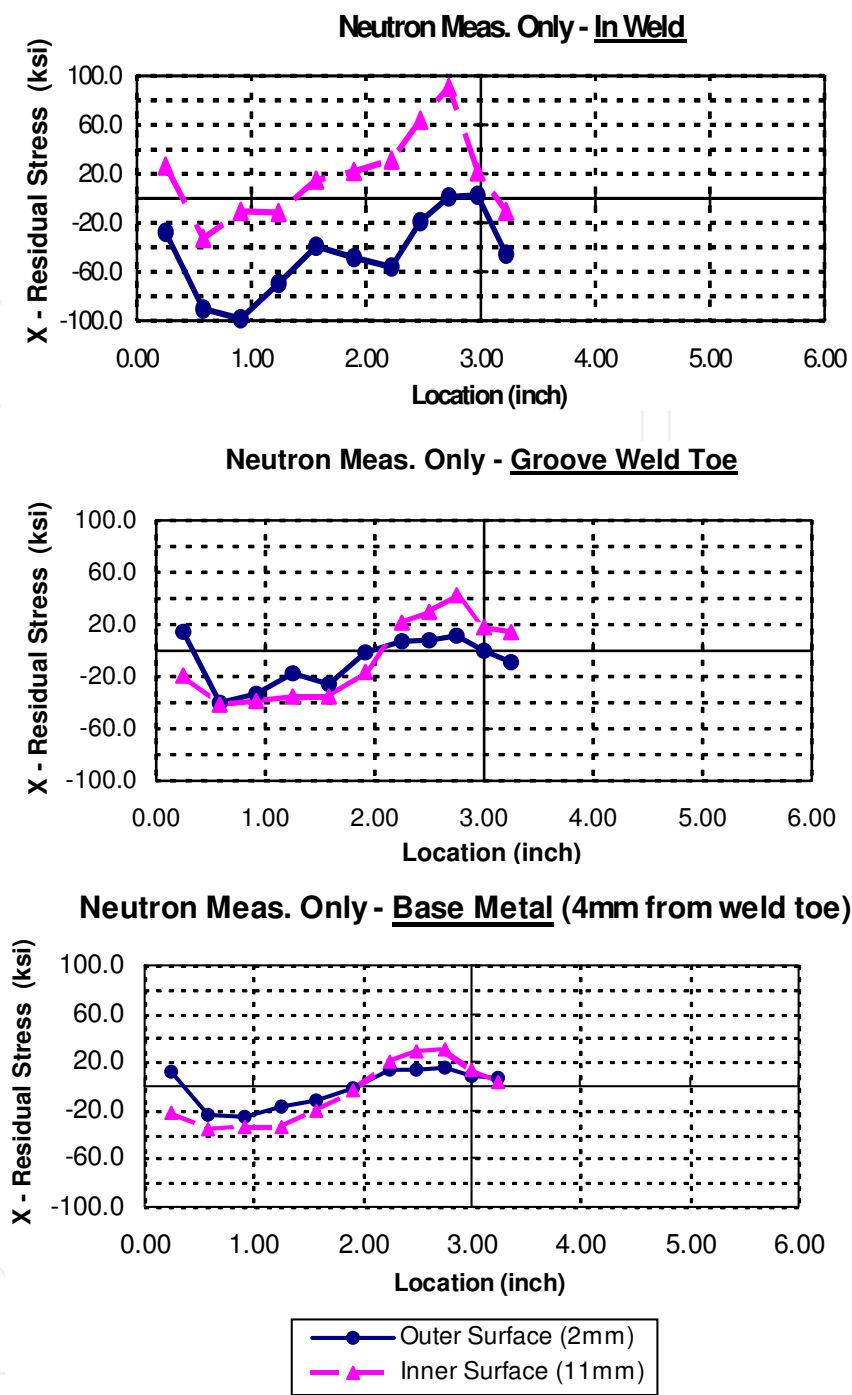 Neutron Meas. Only - In Weld
X - Residual Stress (ksi)
100.0
60.0
20.0
-20.0
-60.0
-100.0
0.00 1.00 2.00 3.00 4.00 5.00 6.00
Location (inch)
Neutron Meas. Only - Groove Weld Toe
X - Residual Stress (ksi)
100.0
60.0
20.0
-20.0
-60.0
-100.0
0.00 1.00 2.00 3.00 4.00 5.00 6.00
Location (inch)
Neutron Meas. Only - Base Metal (4mm from weld toe)
X - Residual Stress (ksi)
100.0
60.0
20.0
-20.0
-60.0
-100.0
0.00 1.00 2.00 3.00 4.00 5.00 6.00
Location (inch)
Outer Surface (2mm)
Inner Surface (11mm)